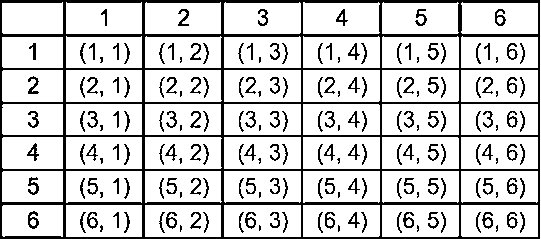 1 2 3 4 5 6
1 (1, 1) (1, 2) (1, 3) (1, 4) (1, 5) (1, 6)
2 (2, 1) (2, 2) (2, 3) (2, 4) (2, 5) (2, 6)
3 (3, 1) (3, 2) (3, 3) (3, 4) (3, 5) (3, 6)
4 (4, 1) (4, 2) (4, 3) (4, 4) (4, 5) (4, 6)
5 (5, 1) (5, 2) (5, 3) (5, 4) (5, 5) (5, 6)
6 (6, 1) (6, 2) (6, 3) (6, 4) (6, 5) (6, 6)